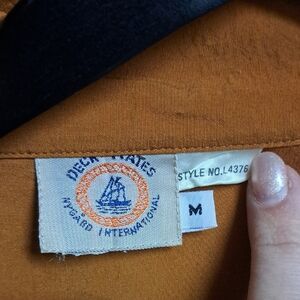 DECK MATES
NYGARD INTERNATIONAL
STYLE NO.L4376
M